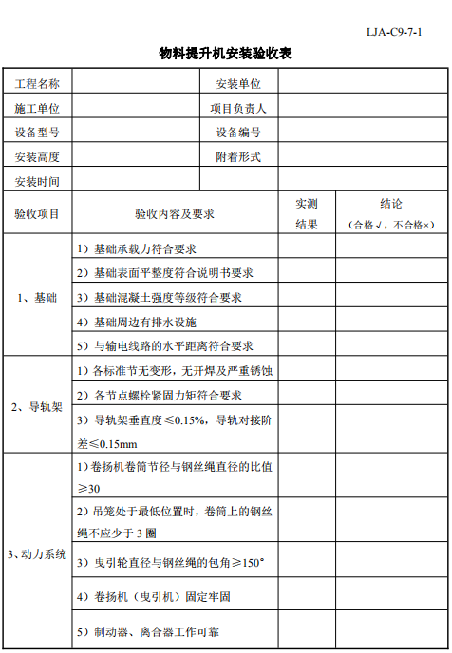 LJA-C9-7-1
物料提升机安装验收表
工程名称 安装单位
施工单位 项目负责人
设备型号 设备编号
安装高度 附着形式
安装时间
验收项目 验收内容及要求 实测结果 结论
（合格√，不合格×）
1、基础
1）基础承载力符合要求
2）基础表面平整度符合说明书要求
3）基础混凝土强度等级符合要求
4）基础周边有排水设施
5）与输电线路的水平距离符合要求
2、导轨架
1）各标准节无变形，无开焊及严重锈蚀
2）各节点螺栓紧固力矩符合要求
3）导轨架垂直度≤0.15%，导轨对接阶
差≤0.15mm
3、动力系统
1）卷扬机卷筒节径与钢丝绳直径的比值
≥30
2）吊笼处于最低位置时，卷筒上的钢丝
绳不应少于3圈
3）曳引轮直径与钢丝绳的包角≥150°
4）卷扬机（曳引机）固定牢固
5）制动器、离合器工作可靠